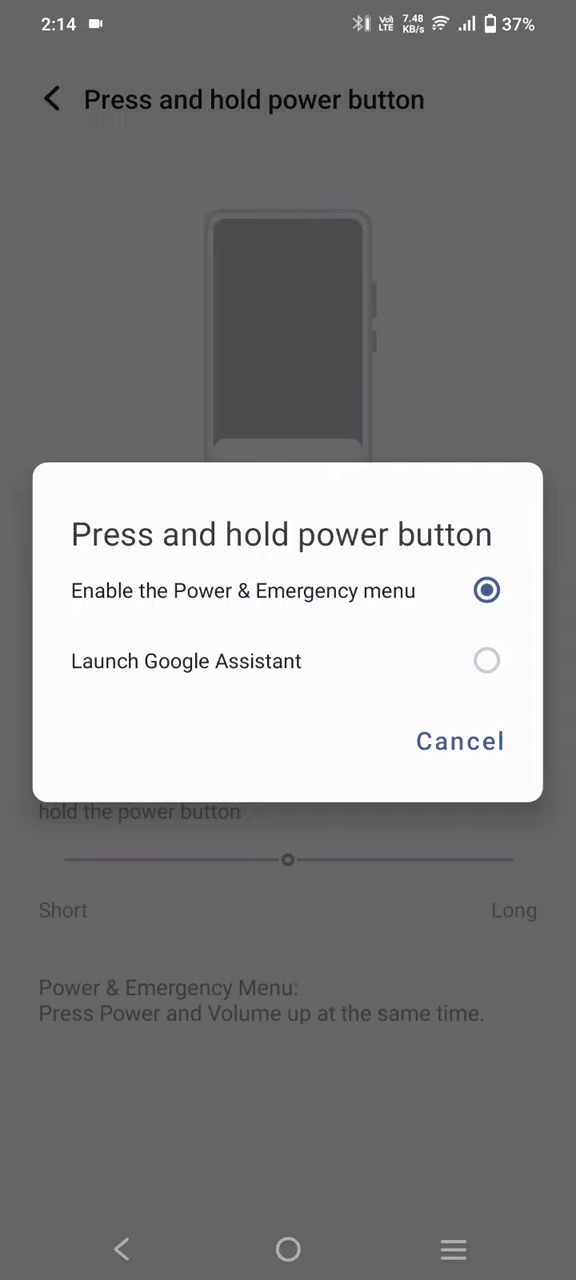 2:14
Vo)
LTE
7.48
KB/s
37%
Press and hold power button
Press and hold power button
Enable the Power & Emergency menu
Launch Google Assistant
Cancel
hold the power button
Short
Long
Power & Emergency Menu:
Press Power and Volume up at the same time.